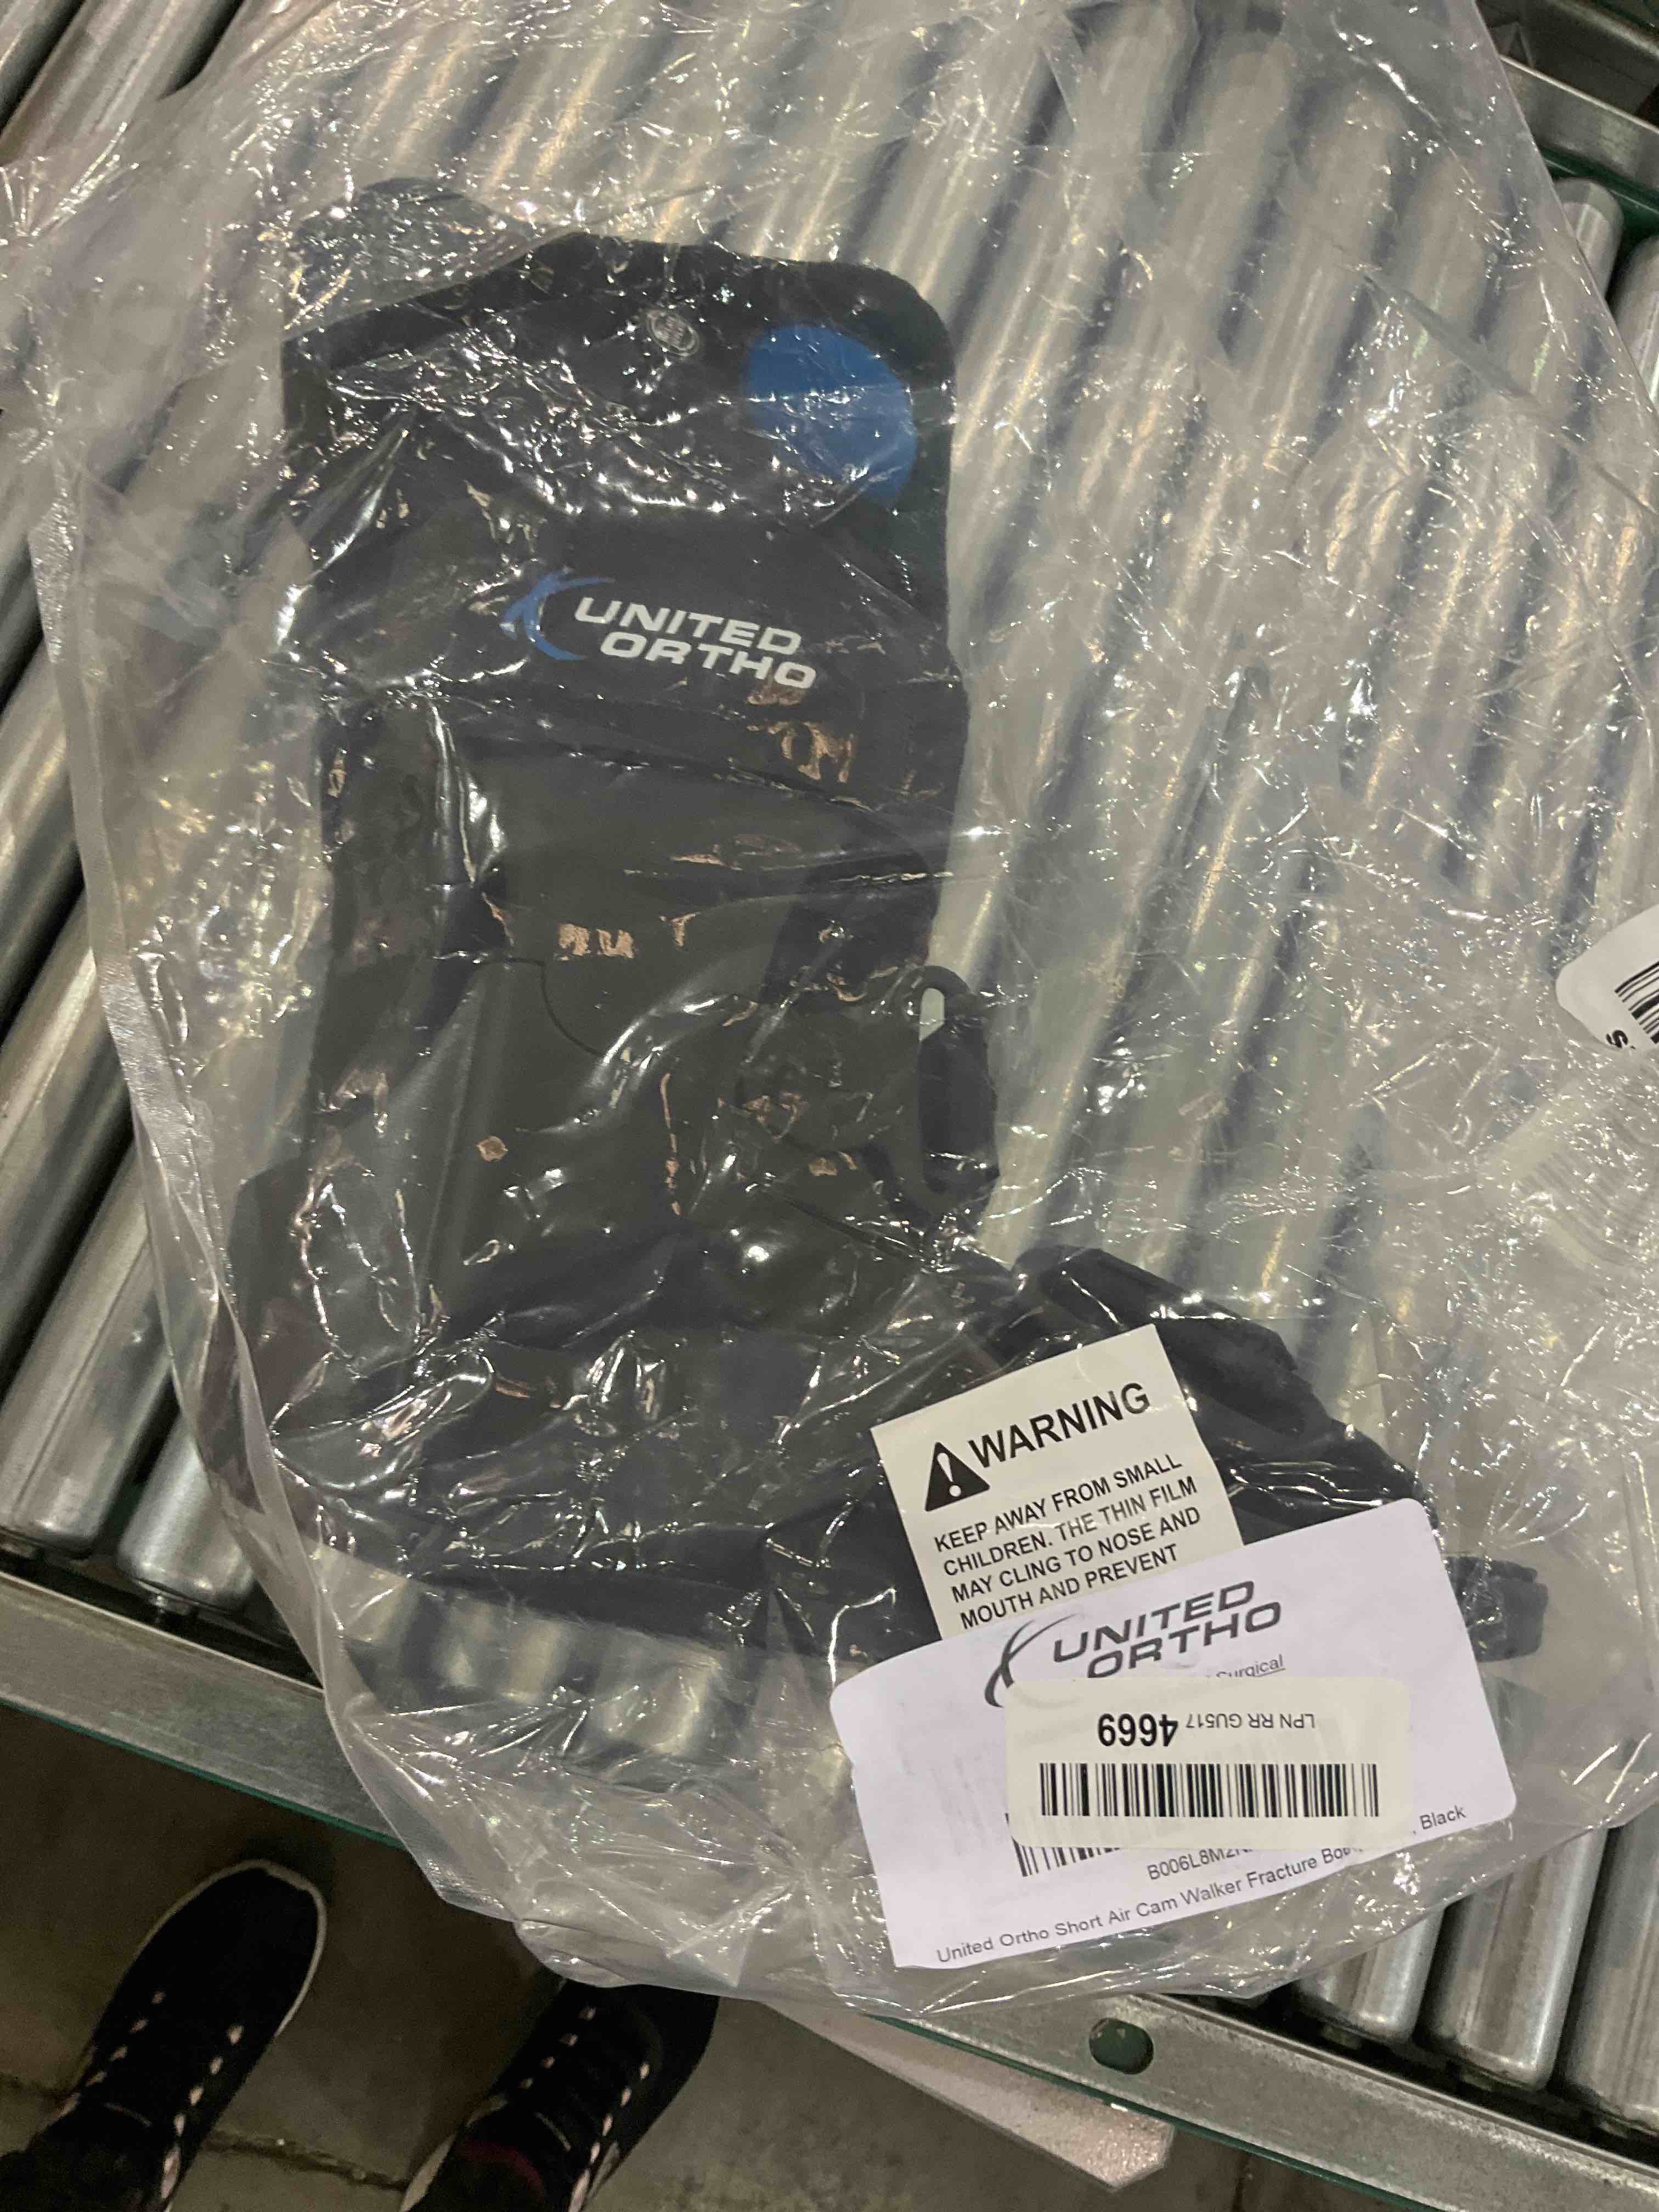 UNITED
ORTHO
WARNING
KEEP AWAY FROM SMALL
CHILDREN. THE THIN FILM
MAY CLING TO NOSE AND
MOUTH AND PREVENT
UNITED
ORTHO
Surgical
LPN RR GU517 4669
United Ortho Short Air Cam Walker Fracture , Black